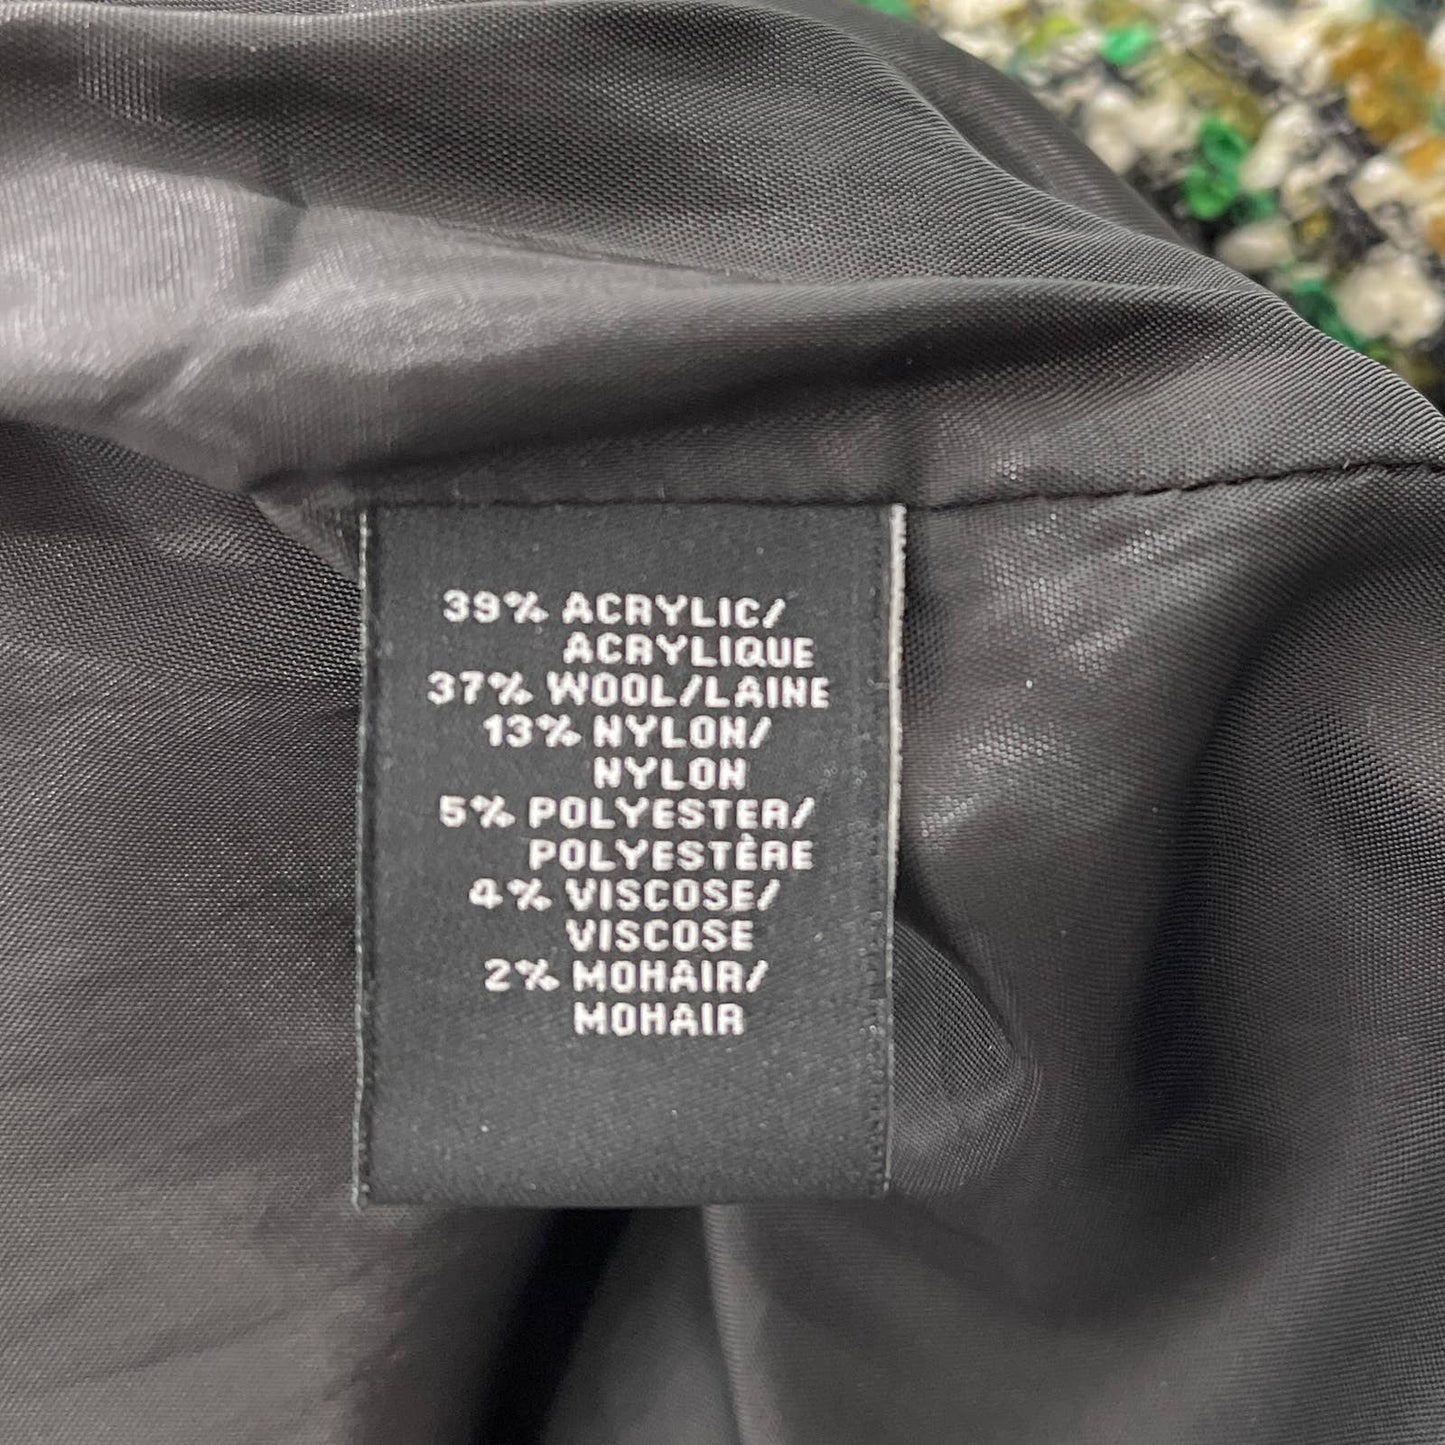 39% ACRYLIC/
ACRYLIQUE
37% WOOL/LAINE
13% NYLON/
NYLON
5% POLYESTER/
POLYESTÈRE
4% VISCOSE/
VISCOSE
2% MOHAIR/
MOHAIR